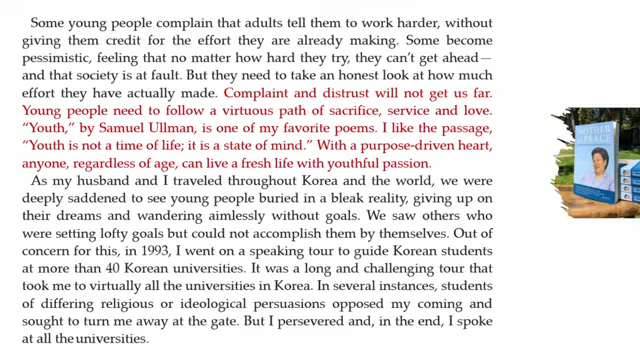 Some young people complain that adults tell them to work harder, without
giving them credit for the effort they are already making. Some become
pessimistic, feeling that no matter how hard they try, they can't get ahead—
and that society is at fault. But they need to take an honest look at how much
effort they have actually made. Complaint and distrust will not get us far.
Young people need to follow a virtuous path of sacrifice, service and love.
“Youth,” by Samuel Ullman, is one of my favorite poems. I like the passage,
“Youth is not a time of life; it is a state of mind.” With a purpose-driven heart,
anyone, regardless of age, can live a fresh life with youthful passion.
As my husband and I traveled throughout Korea and the world, we were
deeply saddened to see young people buried in a bleak reality, giving up on
their dreams and wandering aimlessly without goals. We saw others who
were setting lofty goals but could not accomplish them by themselves. Out of
concern for this, in 1993, I went on a speaking tour to guide Korean students
at more than 40 Korean universities. It was a long and challenging tour that
took me to virtually all the universities in Korea. In several instances, students
of differing religious or ideological persuasions opposed my coming and
sought to turn me away at the gate. But I persevered and, in the end, I spoke
at all the universities.
MOTHER
PEACE